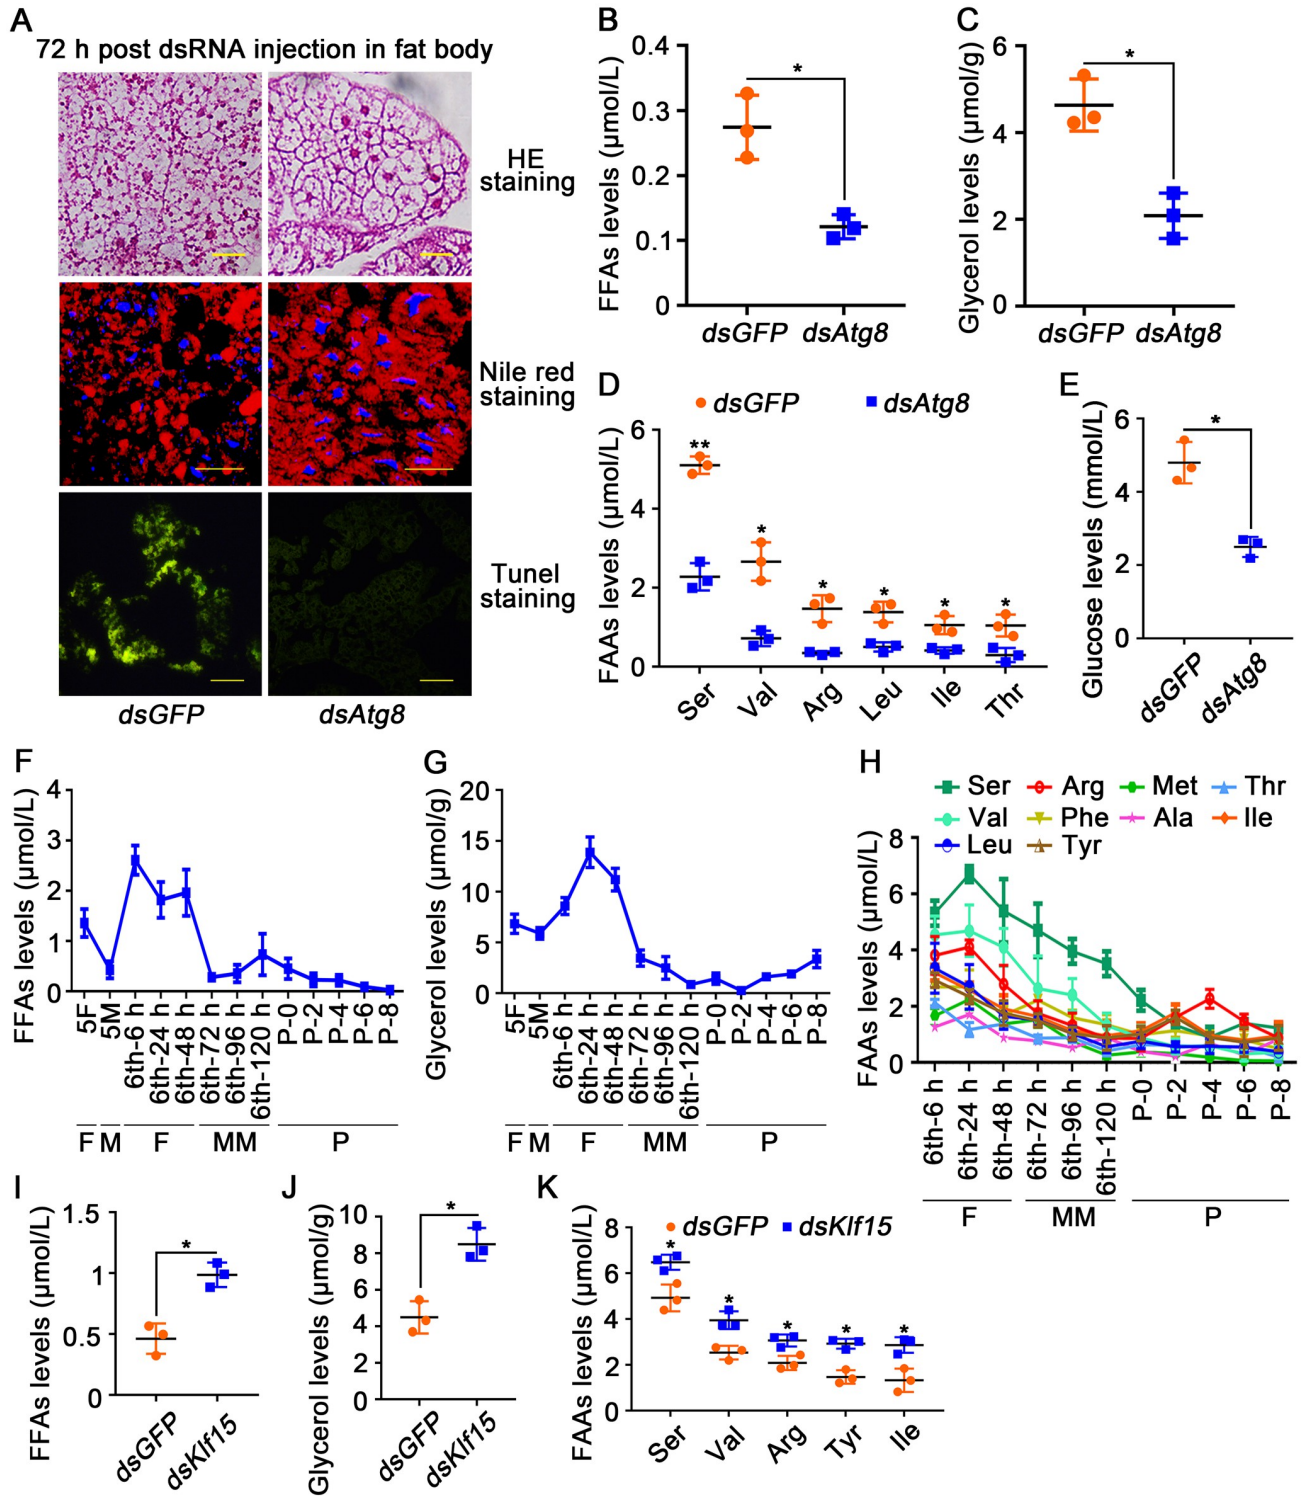 A
72 h post dsRNA injection in fat body
HE
staining
Nile red
staining
Tunel
staining
dsGFP
dsAtg8
B
FFAs levels (μmol/L)
0.4
0.3
0.2
0.1
0
*
dsGFP
dsAtg8
C
Glycerol levels (μmol/g)
6
4
2
0
*
dsGFP
dsAtg8
D
dsGFP
dsAtg8
FAAs levels (μmol/L)
6
4
2
0
**
*
*
*
*
*
Ser
Val
Arg
Leu
Ile
Thr
E
Glucose levels (mmol/L)
6
4
2
0
*
dsGFP
dsAtg8
F
FFAs levels (μmol/L)
4
3
2
1
0
5F
5M
6th-6 h
6th-24 h
6th-48 h
6th-72 h
6th-96 h
6th-120 h
P-0
P-2
P-4
P-6
P-8
F
M
F
MM
P
G
Glycerol levels (μmol/g)
20
15
10
5
0
5F
5M
6th-6 h
6th-24 h
6th-48 h
6th-72 h
6th-96 h
6th-120 h
P-0
P-2
P-4
P-6
P-8
F
M
F
MM
P
H
Ser
Arg
Met
Thr
Val
Phe
Ala
Ile
Leu
Tyr
FAAs levels (μmol/L)
8
6
4
2
0
6th-6 h
6th-24 h
6th-48 h
6th-72 h
6th-96 h
6th-120 h
P-0
P-2
P-4
P-6
P-8
F
MM
P
I
FFAs levels (μmol/L)
1.5
1
0.5
0
*
dsGFP
dsKlf15
J
Glycerol levels (μmol/g)
10
8
6
4
2
0
*
dsGFP
dsKlf15
K
dsGFP
dsKlf15
FAAs levels (μmol/L)
8
6
4
2
0
*
*
*
*
*
Ser
Val
Arg
Tyr
Ile